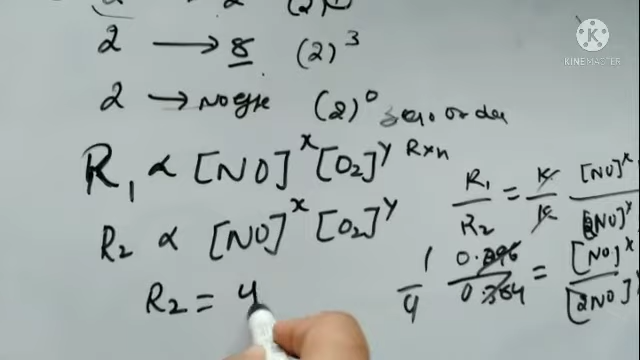 2 → 8 (2)³
2 → No effe (2)⁰ zero order
R₁ ∝ [NO]ˣ [O₂]ʸ Rxn
R₂ ∝ [NO]ˣ [O₂]ʸ
R₂ = 4
R₁/R₂ = K/K [NO]ˣ/[2NO]ʸ
1/4 0.096/0.384 = [NO]ˣ/[2NO]ʸ
KINEMASTER